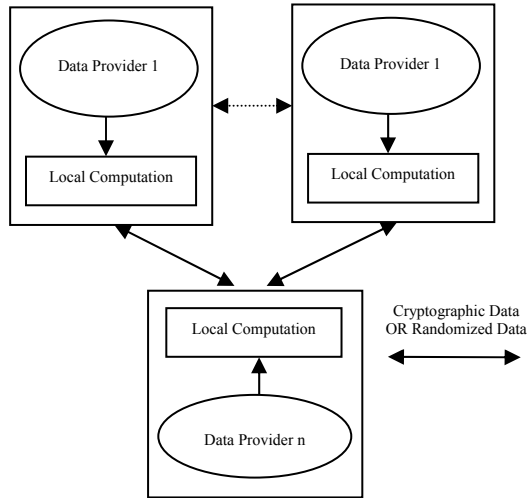 Data Provider 1
Local Computation
Data Provider 1
Local Computation
Local Computation
Data Provider n
Cryptographic Data
OR Randomized Data